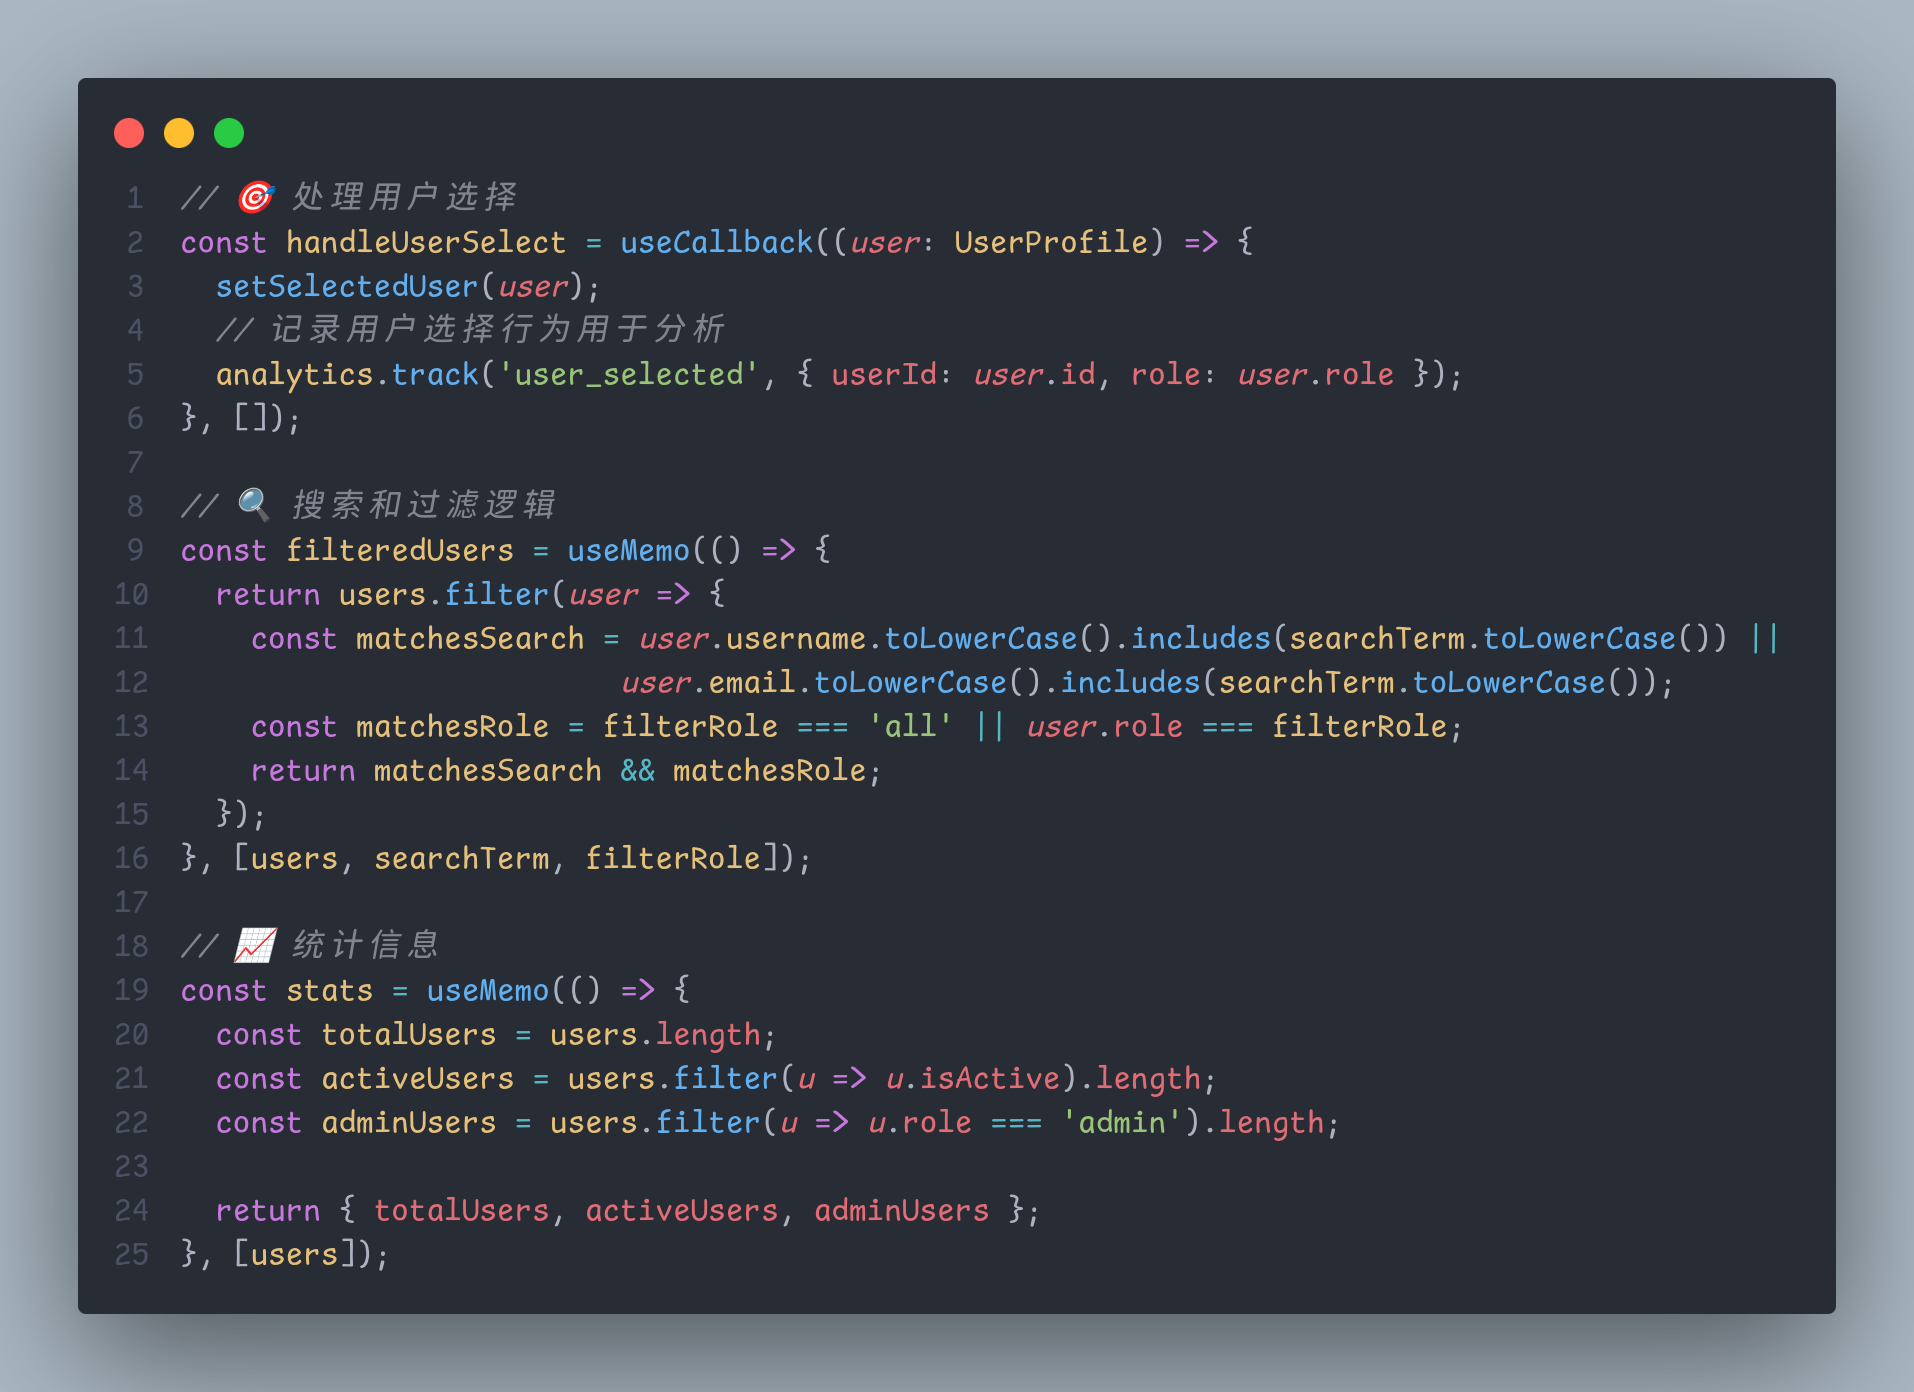 1 // 🎯 处理用户选择
2 const handleUserSelect = useCallback((user: UserProfile) => {
3   setSelectedUser(user);
4   // 记录用户选择行为用于分析
5   analytics.track('user_selected', { userId: user.id, role: user.role });
6 }, []);
7
8 // 🔍 搜索和过滤逻辑
9 const filteredUsers = useMemo(() => {
10   return users.filter(user => {
11     const matchesSearch = user.username.toLowerCase().includes(searchTerm.toLowerCase()) ||
12                          user.email.toLowerCase().includes(searchTerm.toLowerCase());
13     const matchesRole = filterRole === 'all' || user.role === filterRole;
14     return matchesSearch && matchesRole;
15   });
16 }, [users, searchTerm, filterRole]);
17
18 // 📈 统计信息
19 const stats = useMemo(() => {
20   const totalUsers = users.length;
21   const activeUsers = users.filter(u => u.isActive).length;
22   const adminUsers = users.filter(u => u.role === 'admin').length;
23
24   return { totalUsers, activeUsers, adminUsers };
25 }, [users]);